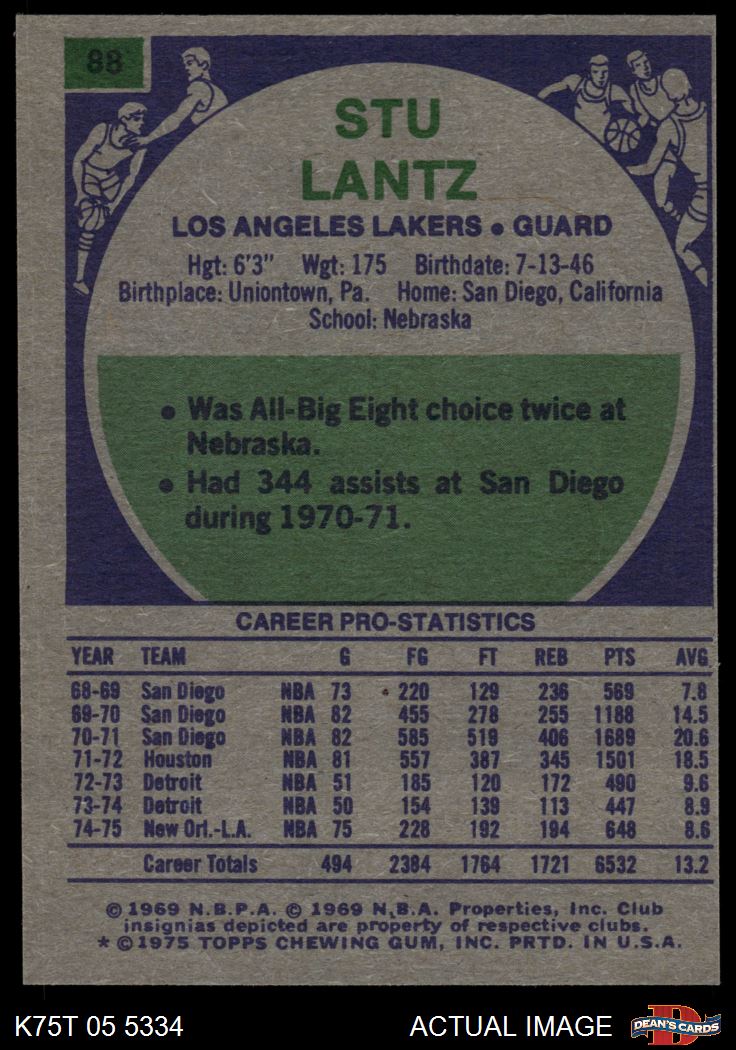 88
STU
LANTZ
LOS ANGELES LAKERS • GUARD
Hgt: 6'3" Wgt: 175 Birthdate: 7-13-46
Birthplace: Uniontown, Pa. Home: San Diego, California
School: Nebraska
• Was All-Big Eight choice twice at
Nebraska.
• Had 344 assists at San Diego
during 1970-71.
CAREER PRO-STATISTICS
YEAR TEAM G FG FT REB PTS AVG.
68-69 San Diego NBA 73 220 129 236 569 7.8
69-70 San Diego NBA 82 455 278 255 1188 14.5
70-71 San Diego NBA 82 585 519 406 1689 20.6
71-72 Houston NBA 81 557 387 345 1501 18.5
72-73 Detroit NBA 51 185 120 172 490 9.6
73-74 Detroit NBA 50 154 139 113 447 8.9
74-75 New Orl.-L.A. NBA 75 228 192 194 648 8.6
Career Totals 494 2384 1764 1721 6532 13.2
© 1969 N.B.P.A. © 1969 N.B.A. Properties, Inc. Club
insignias depicted are property of respective clubs.
* © 1975 TOPPS CHEWING GUM, INC. PRTD. IN U.S.A.
K75T 05 5334 ACTUAL IMAGE DEAN'S CARDS